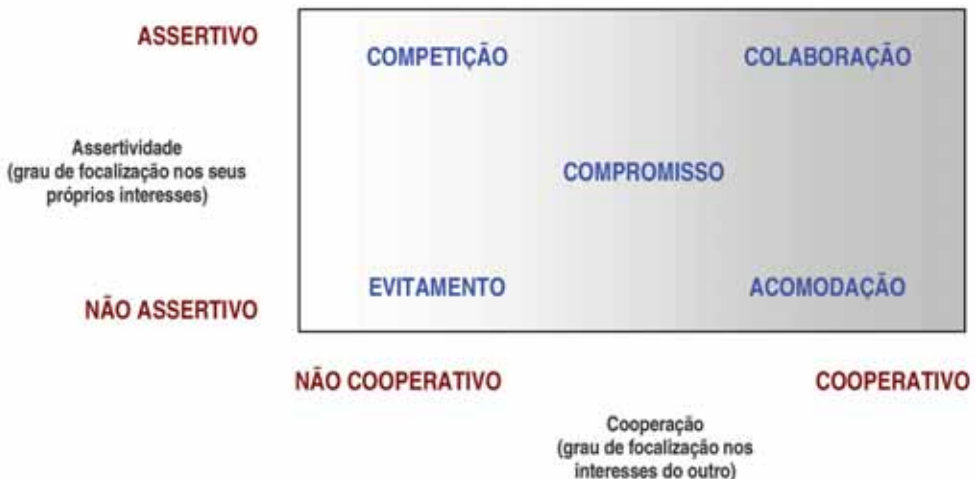 ASSERTIVO
COMPETIÇÃO
COLABORAÇÃO
Assertividade
(grau de focalização nos seus
próprios interesses)
COMPROMISSO
EVITAMENTO
ACOMODAÇÃO
NÃO ASSERTIVO
NÃO COOPERATIVO
COOPERATIVO
Cooperação
(grau de focalização nos
interesses do outro)